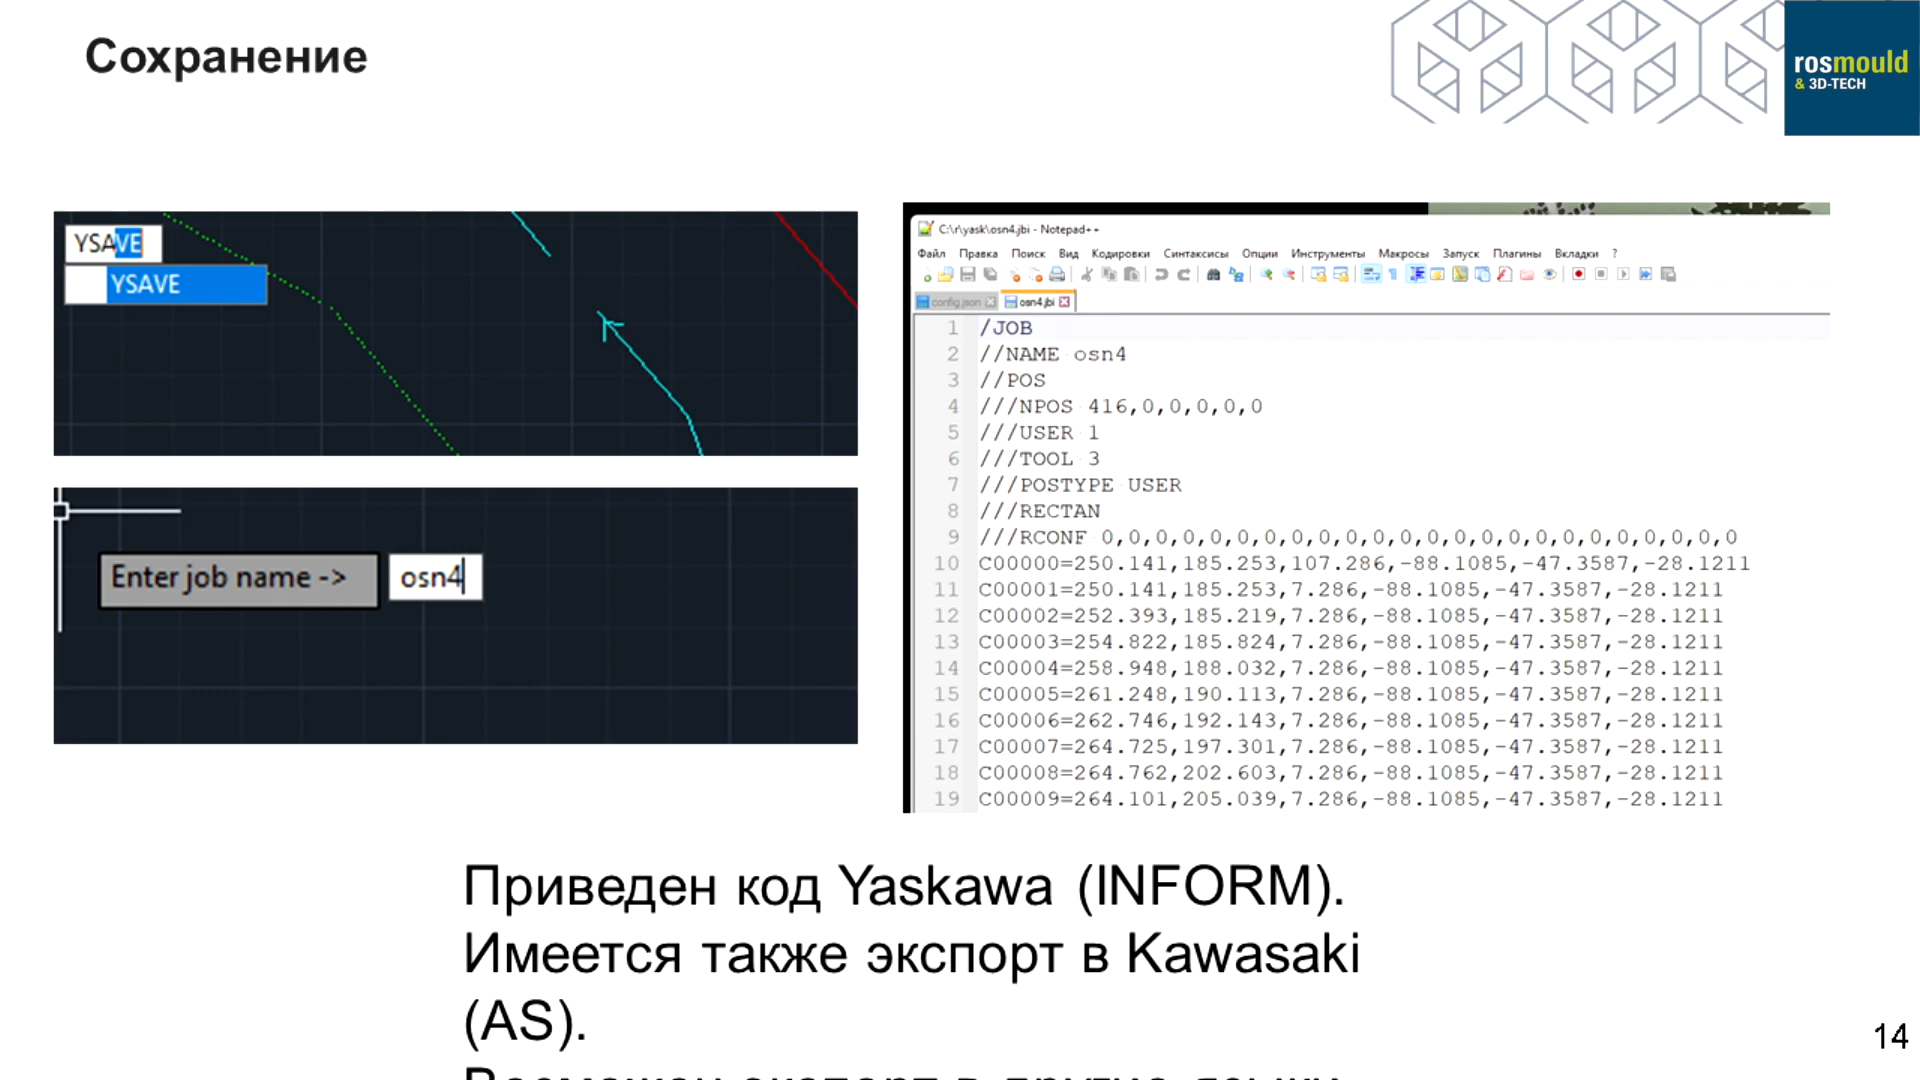 Сохранение
rosmould
& 3D-TECH
YSAVE
YSAVE
Enter job name -> osn4
C:\r\yask\osn4.jbi - Notepad++
Файл Правка Поиск Вид Кодировки Синтаксисы Опции Инструменты Макросы Запуск Плагины Вкладки ?
config.json osn4.jbi
1 /JOB
2 //NAME osn4
3 //POS
4 ///NPOS 416,0,0,0,0,0
5 ///USER 1
6 ///TOOL 3
7 ///POSTYPE USER
8 ///RECTAN
9 ///RCONF 0,0,0,0,0,0,0,0,0,0,0,0,0,0,0,0,0,0,0,0,0,0,0,0
10 C00000=250.141,185.253,107.286,-88.1085,-47.3587,-28.1211
11 C00001=250.141,185.253,7.286,-88.1085,-47.3587,-28.1211
12 C00002=252.393,185.219,7.286,-88.1085,-47.3587,-28.1211
13 C00003=254.822,185.824,7.286,-88.1085,-47.3587,-28.1211
14 C00004=258.948,188.032,7.286,-88.1085,-47.3587,-28.1211
15 C00005=261.248,190.113,7.286,-88.1085,-47.3587,-28.1211
16 C00006=262.746,192.143,7.286,-88.1085,-47.3587,-28.1211
17 C00007=264.725,197.301,7.286,-88.1085,-47.3587,-28.1211
18 C00008=264.762,202.603,7.286,-88.1085,-47.3587,-28.1211
19 C00009=264.101,205.039,7.286,-88.1085,-47.3587,-28.1211
Приведен код Yaskawa (INFORM).
Имеется также экспорт в Kawasaki
(AS).
Возможен экспорт в другие языки
14